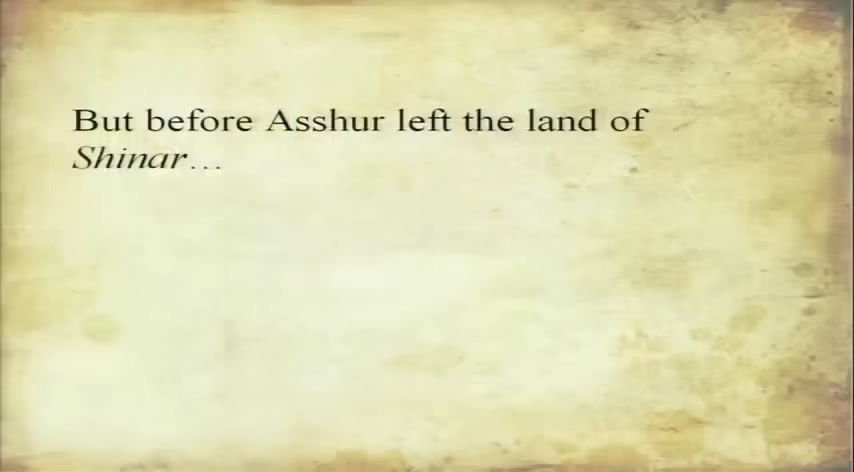 But before Asshur left the land of
Shinar…